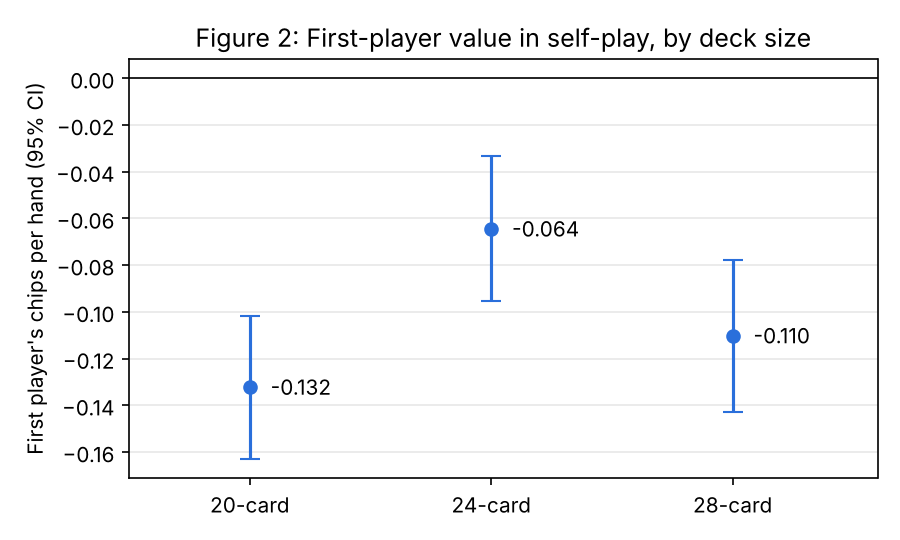 Figure 2: First-player value in self-play, by deck size
First player's chips per hand (95% CI)
0.00
−0.02
−0.04
−0.06
−0.08
−0.10
−0.12
−0.14
−0.16
-0.132
-0.064
-0.110
20-card
24-card
28-card